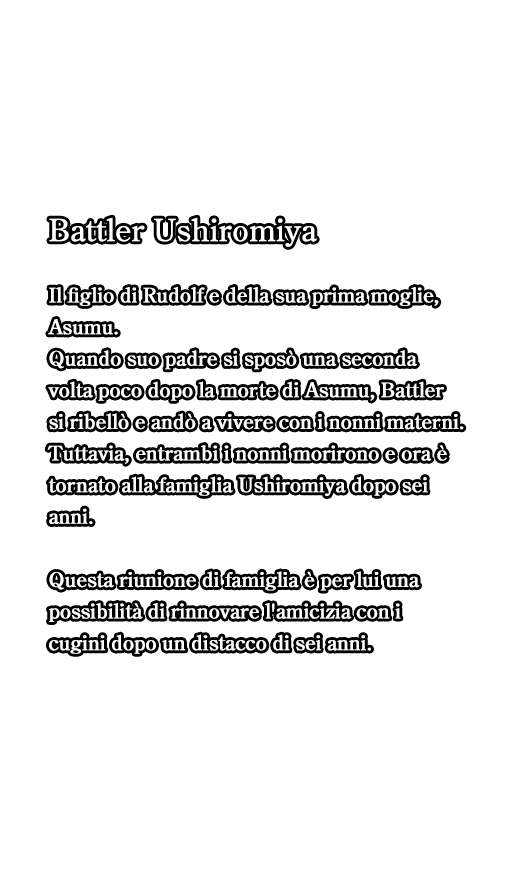 Battler Ushiromiya
Il figlio di Rudolf e della sua prima moglie,
Asumu.
Quando suo padre si sposò una seconda
volta poco dopo la morte di Asumu, Battler
si ribellò e andò a vivere con i nonni materni.
Tuttavia, entrambi i nonni morirono e ora è
tornato alla famiglia Ushiromiya dopo sei
anni.
Questa riunione di famiglia è per lui una
possibilità di rinnovare l'amicizia con i
cugini dopo un distacco di sei anni.